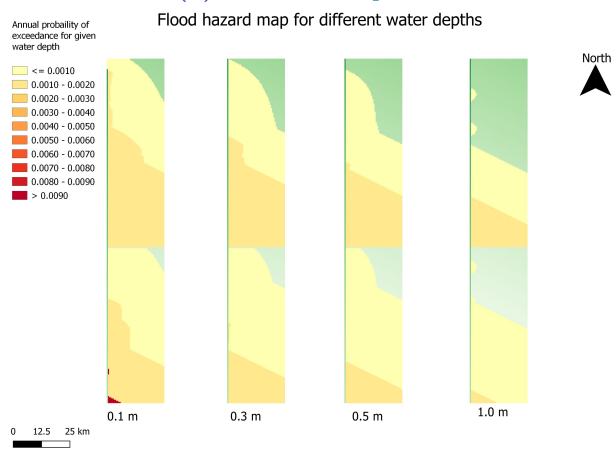 Flood hazard map for different water depths
Annual probaility of
exceedance for given
water depth
<= 0.0010
0.0010 - 0.0020
0.0020 - 0.0030
0.0030 - 0.0040
0.0040 - 0.0050
0.0050 - 0.0060
0.0060 - 0.0070
0.0070 - 0.0080
0.0080 - 0.0090
> 0.0090
North
0.1 m
0.3 m
0.5 m
1.0 m
0 12.5 25 km